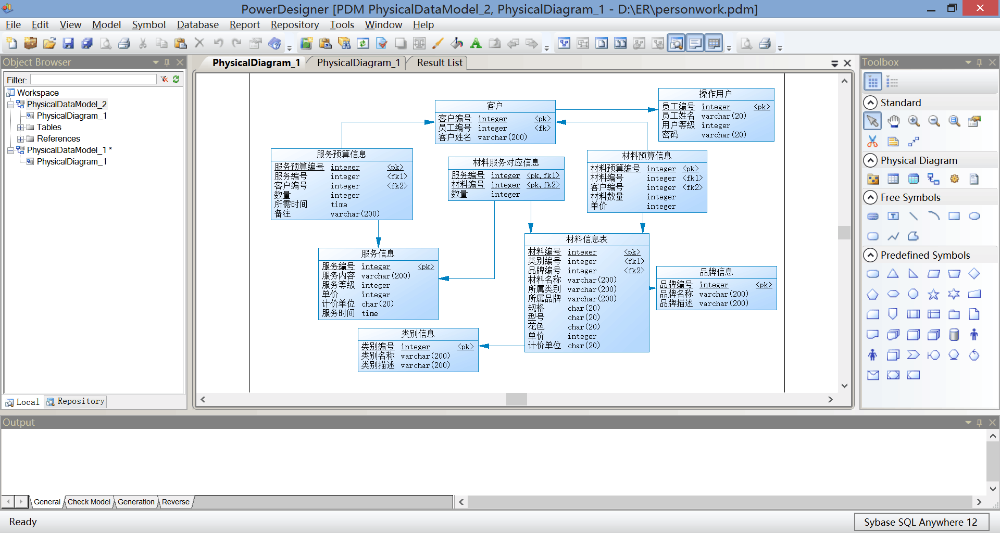 PowerDesigner [PDM PhysicalDataModel_2, PhysicalDiagram_1 - D:\ER\personwork.pdm]
File Edit View Model Symbol Database Report Repository Tools Window Help
Object Browser
Filter:
Workspace
PhysicalDataModel_2
PhysicalDiagram_1
Tables
References
PhysicalDataModel_1 *
PhysicalDiagram_1
Local Repository
PhysicalDiagram_1 PhysicalDiagram_1 Result List
客户
客户编号 integer <pk>
员工编号 integer <fk>
客户姓名 varchar(200)
操作用户
员工编号 integer <pk>
员工姓名 varchar(20)
用户等级 integer
密码 varchar(20)
服务预算信息
服务预算编号 integer <pk>
服务编号 integer <fk1>
客户编号 integer <fk2>
数量 integer
所需时间 time
备注 varchar(200)
材料服务对应信息
服务编号 integer <pk,fk1>
材料编号 integer <pk,fk2>
数量 integer
材料预算信息
材料预算编号 integer <pk>
材料编号 integer <fk1>
客户编号 integer <fk2>
材料数量 integer
单价 integer
服务信息
服务编号 integer <pk>
服务内容 varchar(200)
服务等级 integer
单价 integer
计价单位 char(20)
服务时间 time
材料信息表
材料编号 integer <pk>
类别编号 integer <fk1>
品牌编号 integer <fk2>
材料名称 varchar(200)
所属类别 varchar(200)
所属品牌 varchar(200)
规格 char(20)
型号 char(20)
花色 char(20)
单价 integer
计价单位 char(20)
品牌信息
品牌编号 integer <pk>
品牌名称 varchar(200)
品牌描述 varchar(200)
类别信息
类别编号 integer <pk>
类别名称 varchar(200)
类别描述 varchar(200)
Toolbox
Standard
Physical Diagram
Free Symbols
Predefined Symbols
Output
General Check Model Generation Reverse
Ready
Sybase SQL Anywhere 12